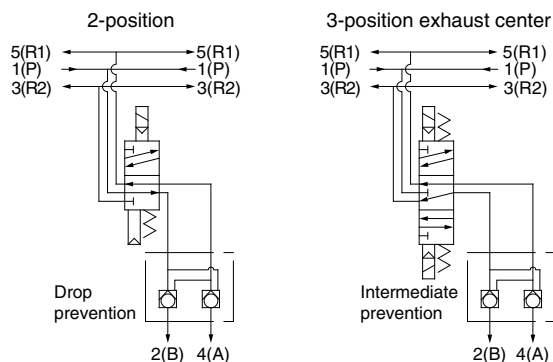 2-position
3-position exhaust center
5(R1)
5(R1)
1(P)
1(P)
3(R2)
3(R2)
5(R1)
5(R1)
1(P)
1(P)
3(R2)
3(R2)
Drop
prevention
Intermediate
prevention
2(B)
4(A)
2(B)
4(A)